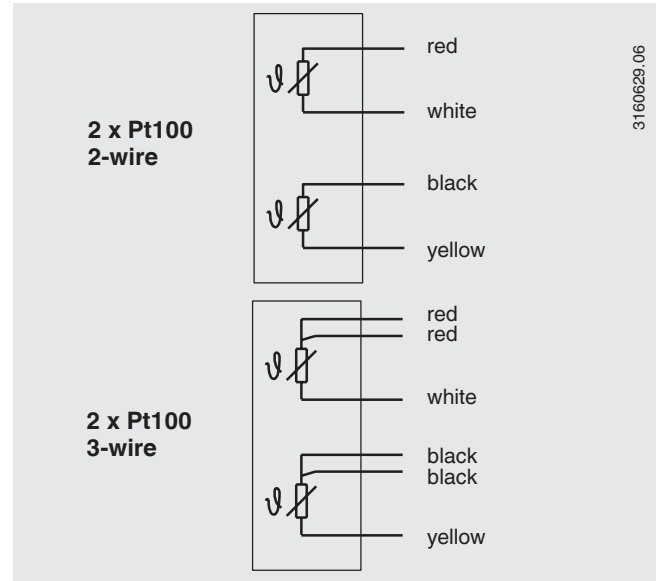 red
white
2 x Pt100
2-wire
black
yellow
red
red
white
2 x Pt100
3-wire
black
black
yellow
3160629.06
ϑ
ϑ
ϑ
ϑ